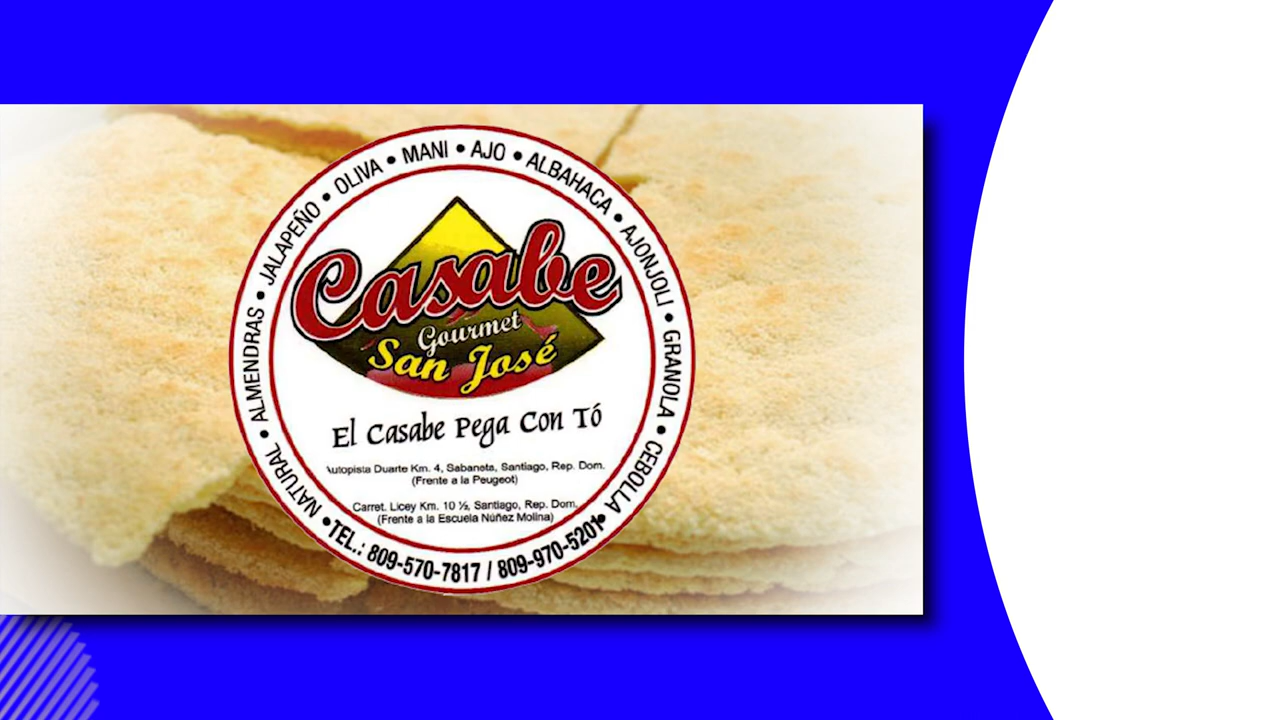 NATURAL • ALMENDRAS • JALAPEÑO • OLIVA • MANI • AJO • ALBAHACA • AJONJOLI • GRANOLA • CEBOLLA
Casabe
Gourmet
San José
El Casabe Pega Con Tó
Autopista Duarte Km. 4, Sabaneta, Santiago, Rep. Dom.
(Frente a la Peugeot)
Carret. Licey Km. 10 ½, Santiago, Rep. Dom.
(Frente a la Escuela Núñez Molina)
•TEL.: 809-570-7817 / 809-970-5201•